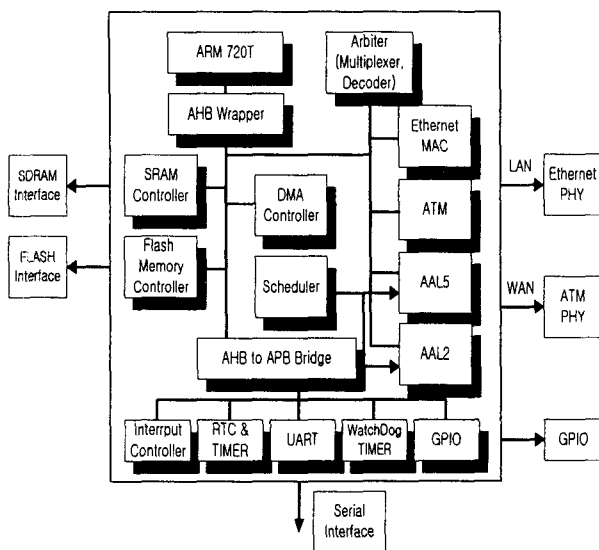 ARM 720T
Arbiter
(Multiplexer,
Decoder)
AHB Wrapper
Ethernet
MAC
SDRAM
Interface
SRAM
Controller
DMA
Controller
ATM
LAN
Ethernet
PHY
FLASH
Interface
Flash
Memory
Controller
Scheduler
AAL5
WAN
ATM
PHY
AHB to APB Bridge
AAL2
Interrput
Controller
RTC &
TIMER
UART
WatchDog
TIMER
GPIO
GPIO
Serial
Interface